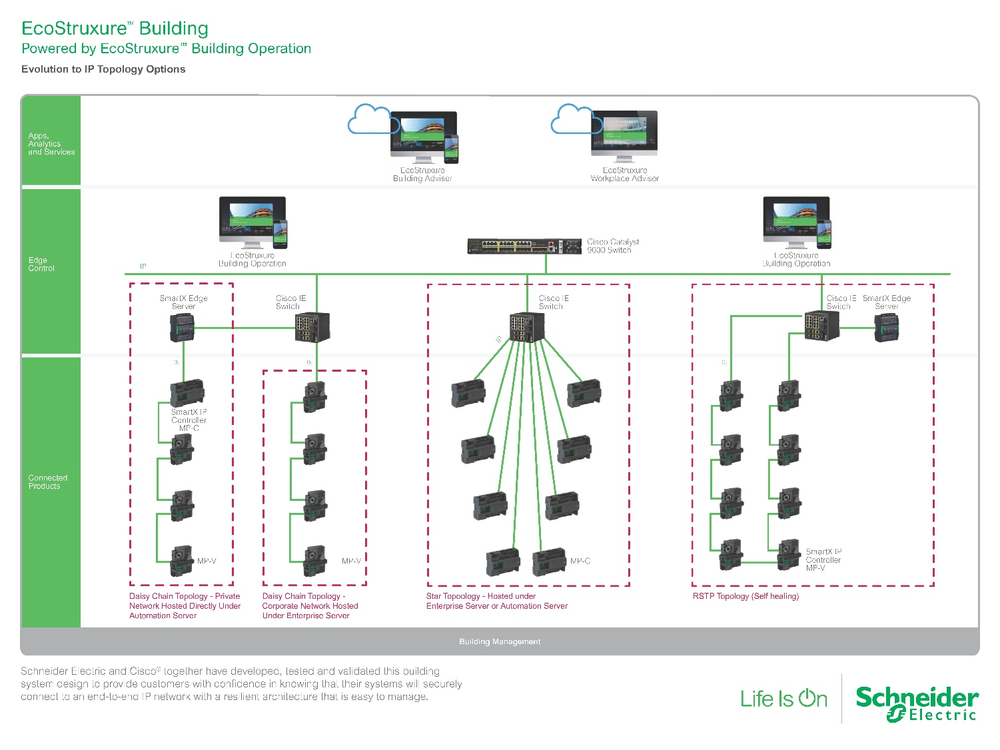 EcoStruxure™ Building
Powered by EcoStruxure™ Building Operation
Evolution to IP Topology Options
Apps,
Analytics
and Services
EcoStruxure
Building Advisor
EcoStruxure
Workplace Advisor
Edge
Control
EcoStruxure
Building Operation
Cisco Catalyst
9000 Switch
EcoStruxure
Building Operation
IP
SmartX Edge
Server
Cisco IE
Switch
Cisco IE
Switch
Cisco IE
Switch
SmartX Edge
Server
IP
IP
IP
IP
Connected
Products
SmartX IP
Controller
MP-C
MP-V
MP-V
MP-C
SmartX IP
Controller
MP-V
Daisy Chain Topology - Private
Network Hosted Directly Under
Automation Server
Daisy Chain Topology -
Corporate Network Hosted
Under Enterprise Server
Star Topoology - Hosted under
Enterprise Server or Automation Server
RSTP Topology (Self healing)
Building Management
Schneider Electric and Cisco® together have developed, tested and validated this building
system design to provide customers with confidence in knowing that their systems will securely
connect to an end-to-end IP network with a resilient architecture that is easy to manage.
Life Is On
Schneider
Electric